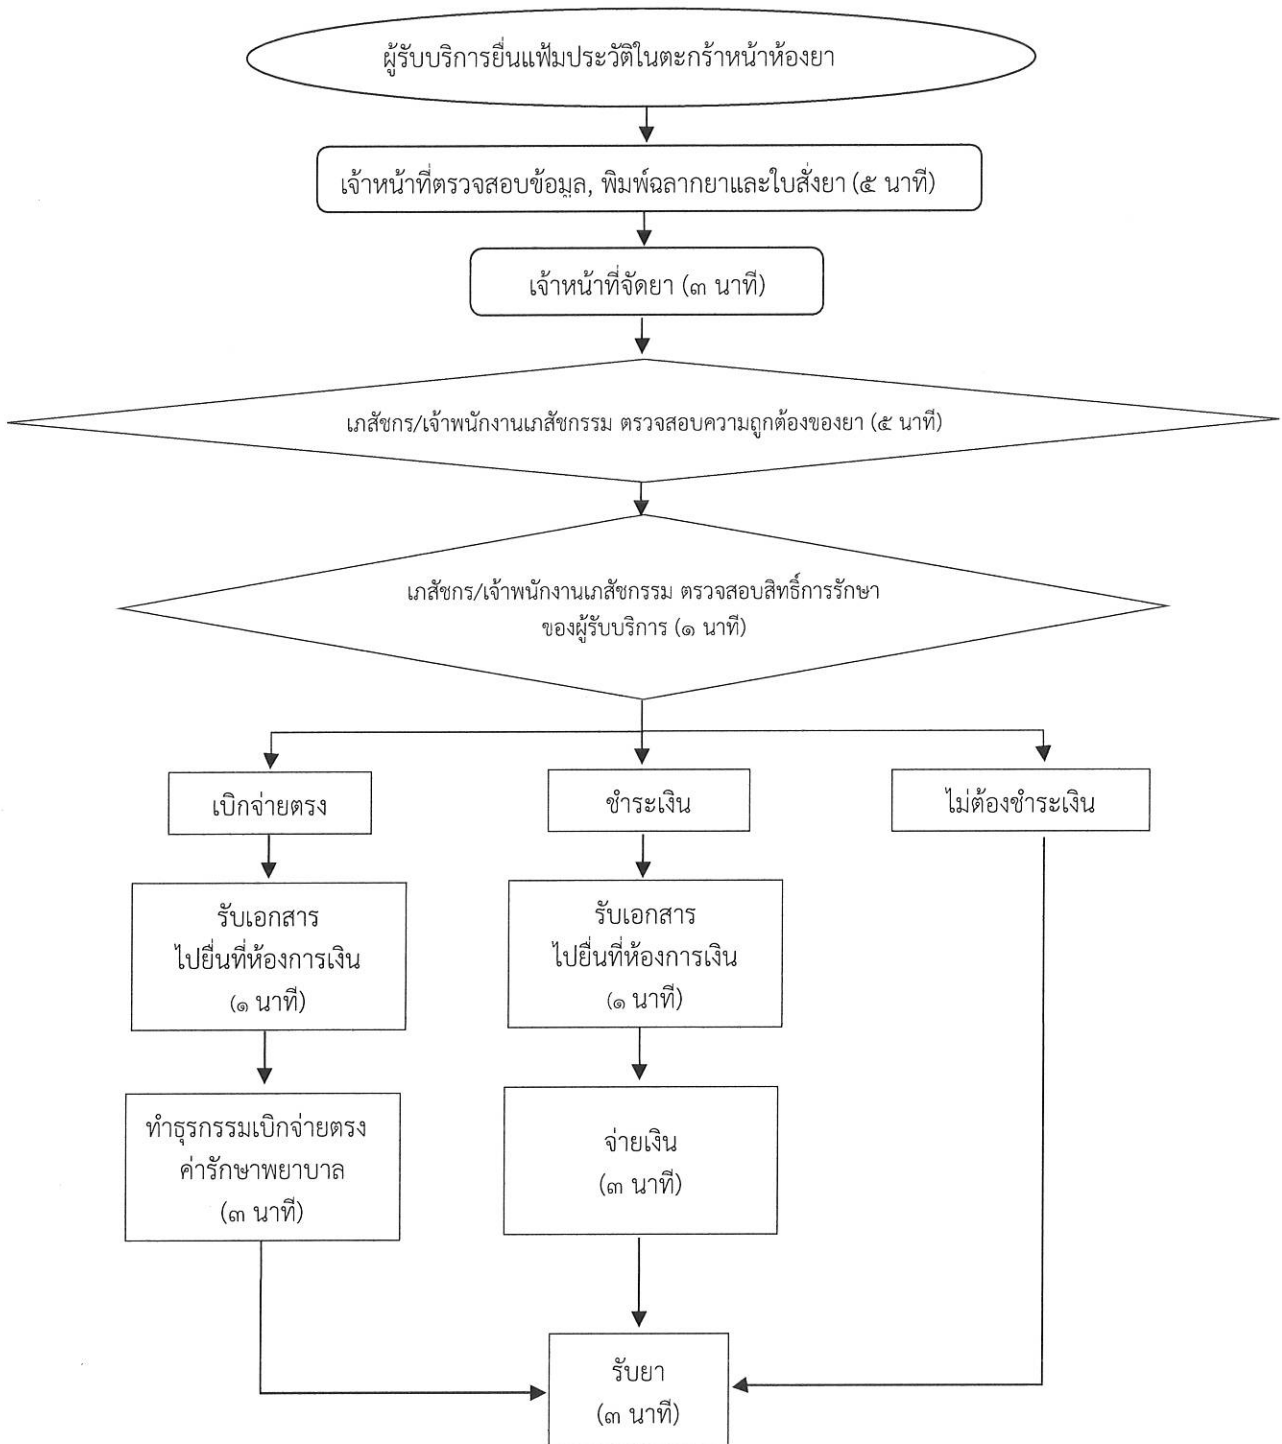 ผู้รับบริการยื่นแฟ้มประวัติในตะกร้าหน้าห้องยา
เจ้าหน้าที่ตรวจสอบข้อมูล, พิมพ์ฉลากยาและใบสั่งยา (๕ นาที)
เจ้าหน้าที่จัดยา (๓ นาที)
เภสัชกร/เจ้าพนักงานเภสัชกรรม ตรวจสอบความถูกต้องของยา (๕ นาที)
เภสัชกร/เจ้าพนักงานเภสัชกรรม ตรวจสอบสิทธิ์การรักษา
ของผู้รับบริการ (๑ นาที)
เบิกจ่ายตรง
ชำระเงิน
ไม่ต้องชำระเงิน
รับเอกสาร
ไปยื่นที่ห้องการเงิน
(๑ นาที)
รับเอกสาร
ไปยื่นที่ห้องการเงิน
(๑ นาที)
ทำธุรกรรมเบิกจ่ายตรง
ค่ารักษาพยาบาล
(๓ นาที)
จ่ายเงิน
(๓ นาที)
รับยา
(๓ นาที)